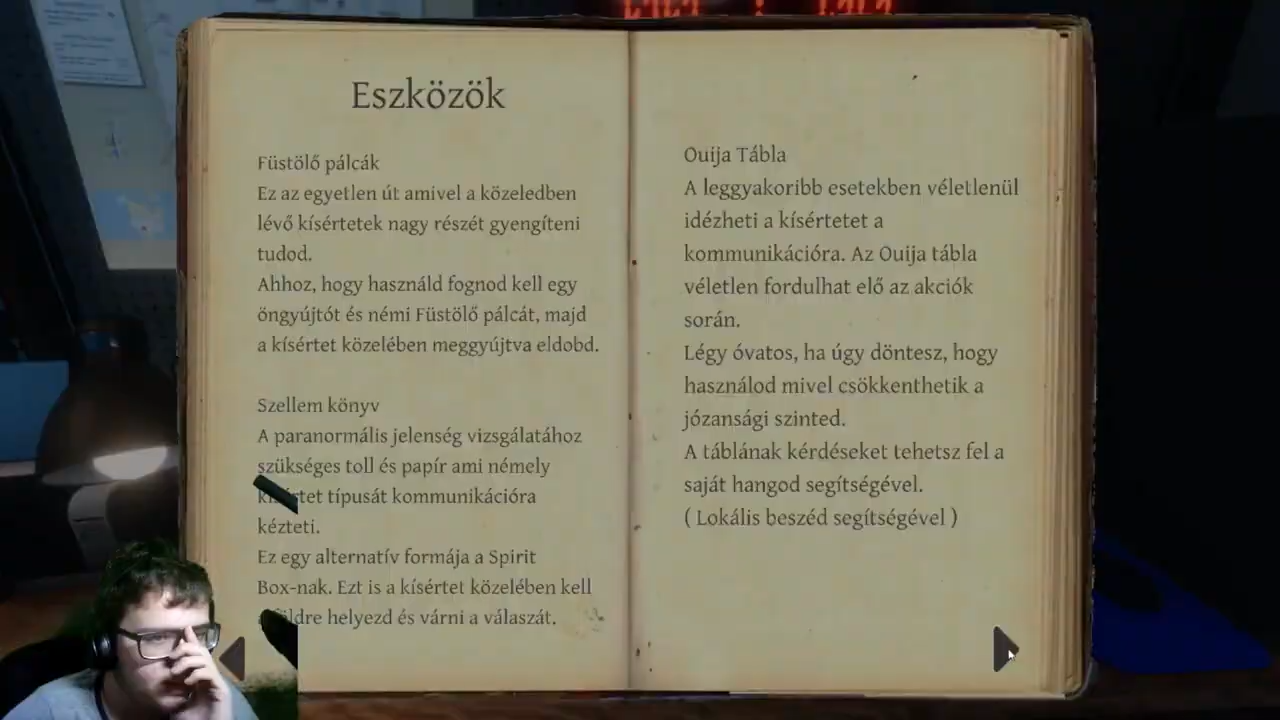 Eszközök
Füstölő pálcák
Ez az egyetlen út amivel a közeledben
lévő kísértetek nagy részét gyengíteni
tudod.
Ahhoz, hogy használd fognod kell egy
öngyújtót és némi Füstölő pálcát, majd
a kísértet közelében meggyújtva eldobd.
Szellem könyv
A paranormális jelenség vizsgálatához
szükséges toll és papír ami némely
kísértet típusát kommunikációra
kézteti.
Ez egy alternatív formája a Spirit
Box-nak. Ezt is a kísértet közelében kell
a földre helyezd és várni a válaszát.
Ouija Tábla
A leggyakoribb esetekben véletlenül
idézheti a kísértetet a
kommunikációra. Az Ouija tábla
véletlen fordulhat elő az akciók
során.
Légy óvatos, ha úgy döntesz, hogy
használod mivel csökkenthetik a
józansági szinted.
A táblának kérdéseket tehetsz fel a
saját hangod segítségével.
( Lokális beszéd segítségével )